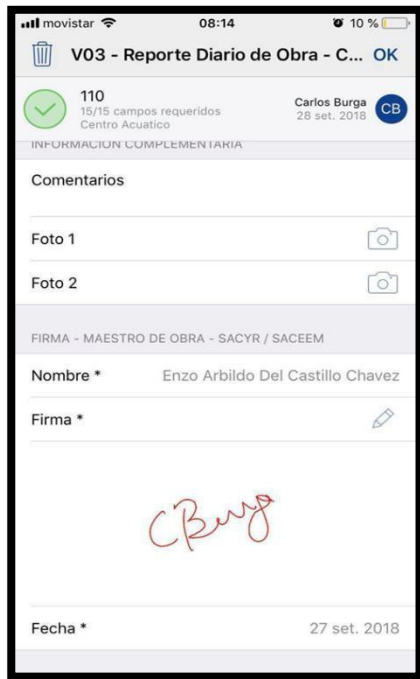 movistar 08:14 10 %
V03 - Reporte Diario de Obra - C... OK
110
15/15 campos requeridos
Centro Acuatico
Carlos Burga
28 set. 2018
CB
INFORMACIÓN COMPLEMENTARIA
Comentarios
Foto 1
Foto 2
FIRMA - MAESTRO DE OBRA - SACYR / SACEEM
Nombre * Enzo Arbildo Del Castillo Chavez
Firma *
CBurga
Fecha * 27 set. 2018